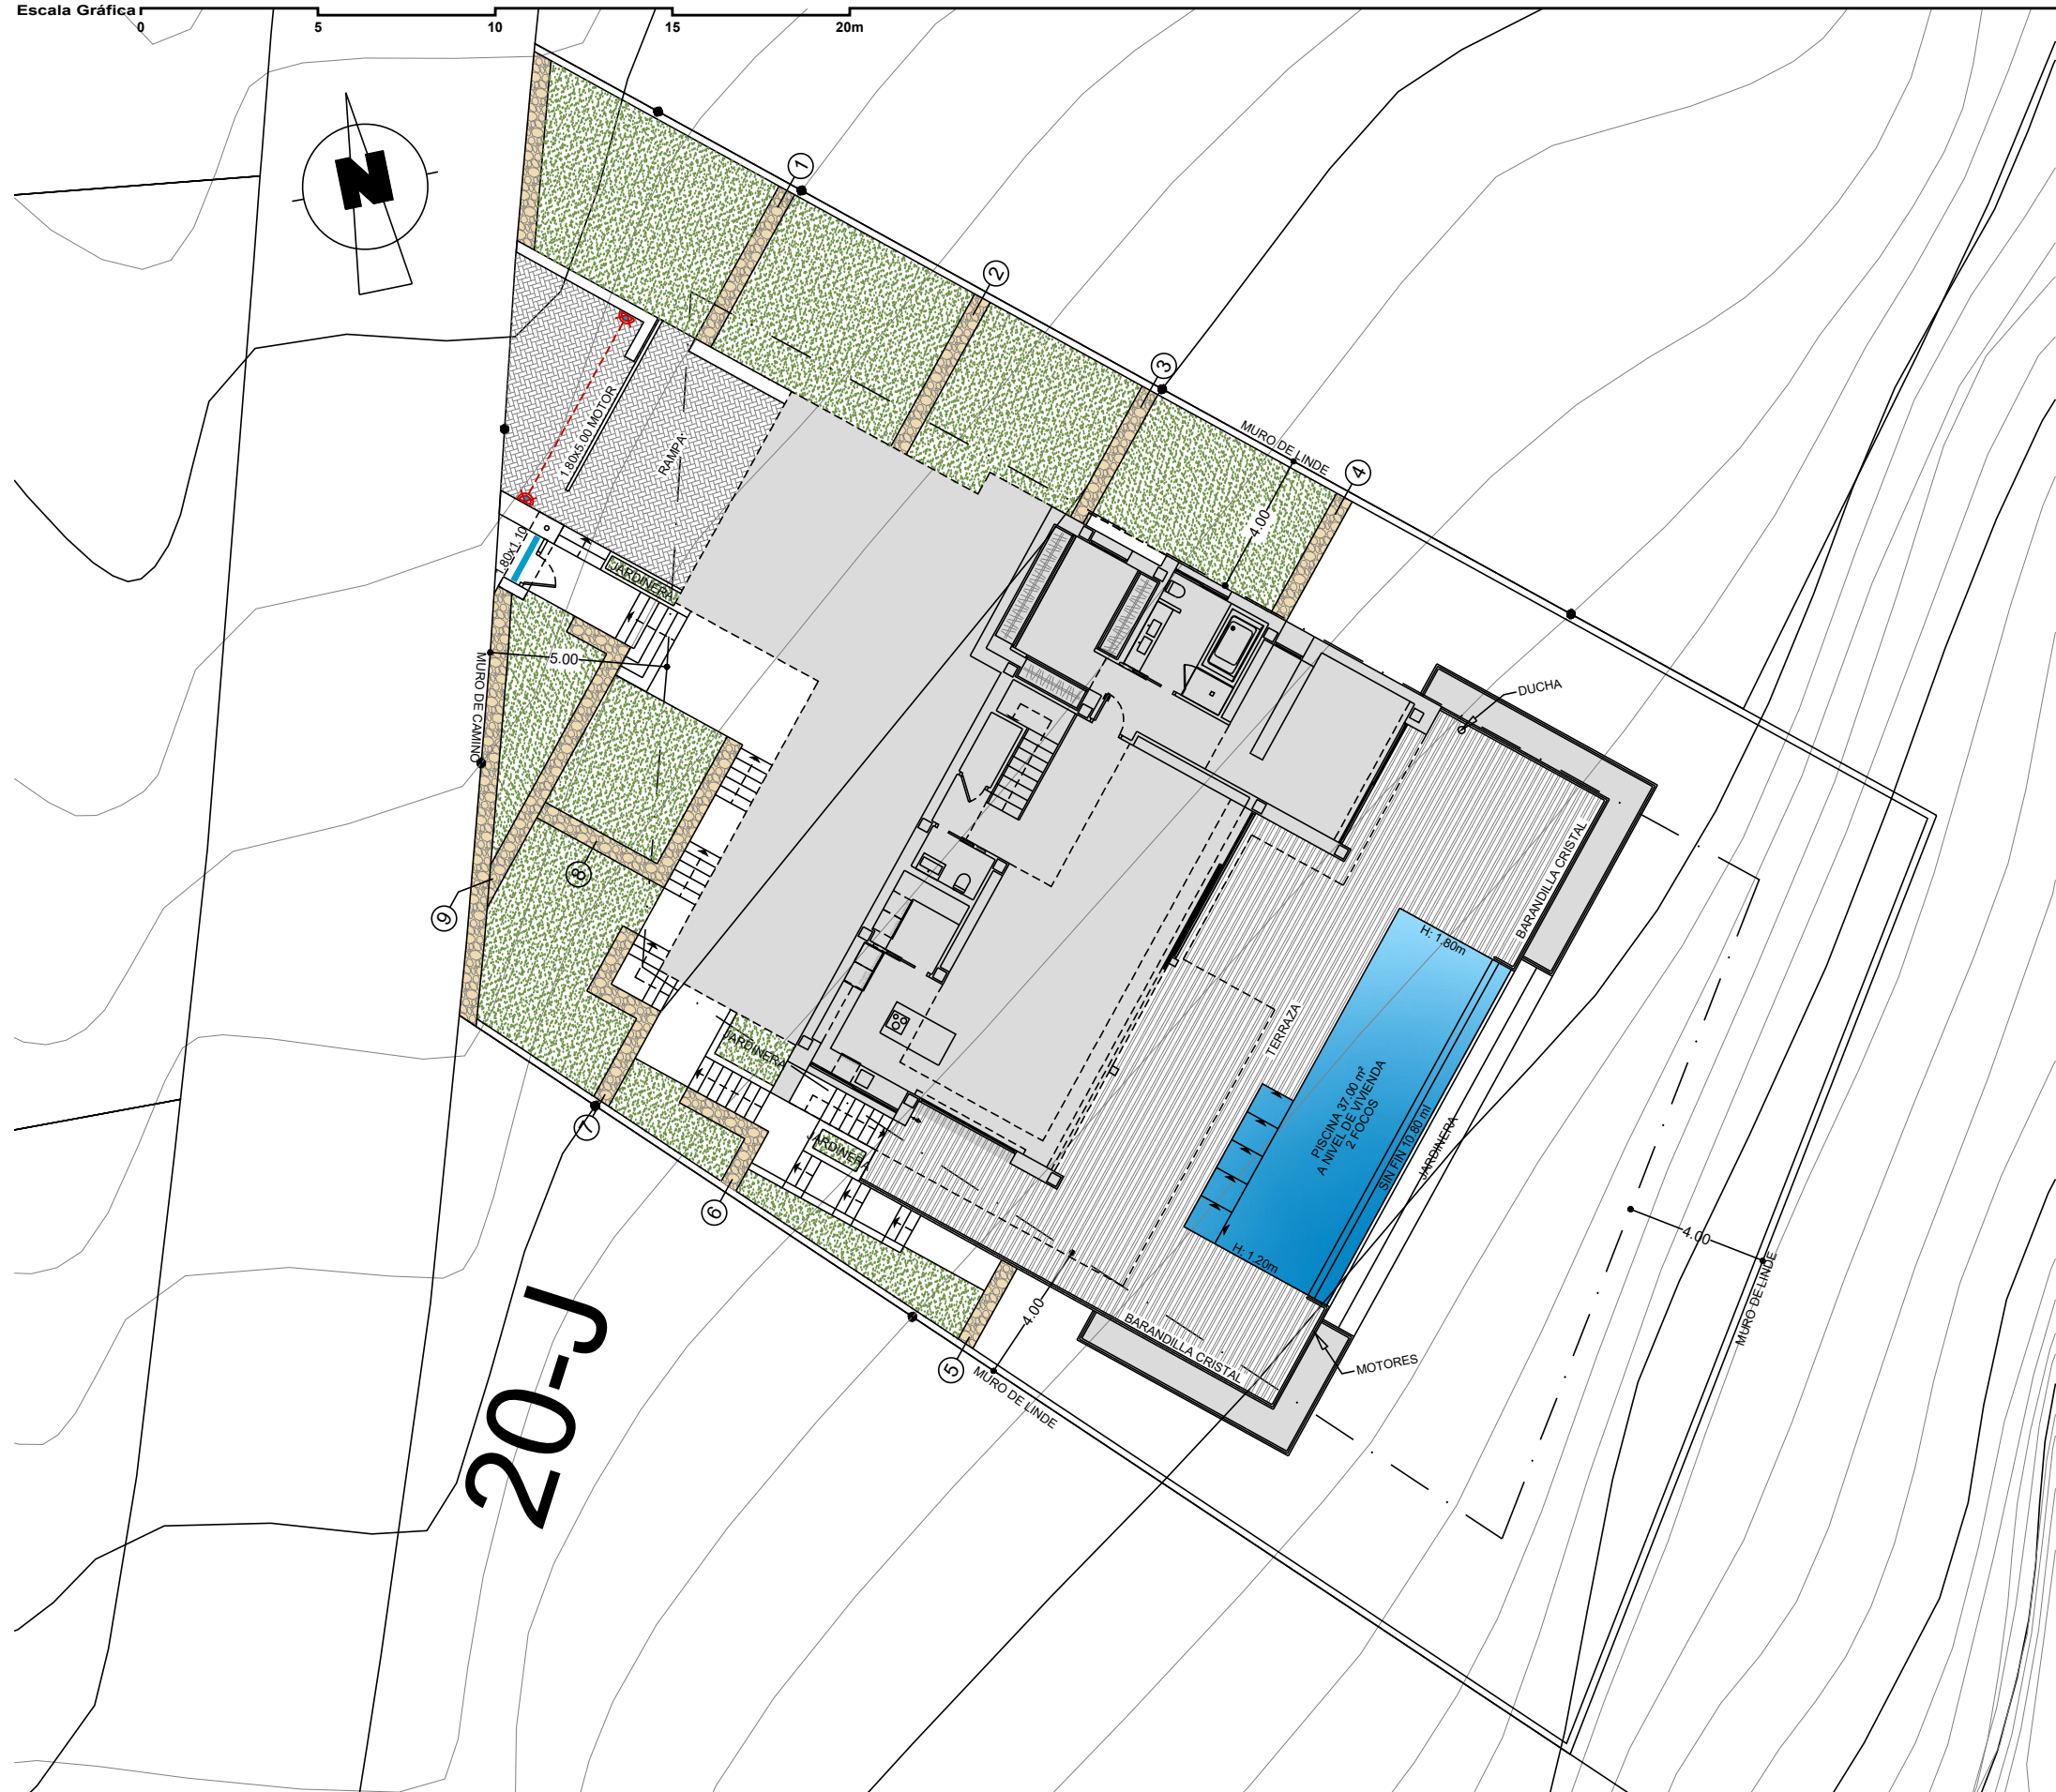 Escala Gráfica
0
5
10
15
20m
N
1
2
3
MURO DE LINDE
4
4.00
1.80x5.00 MOTOR
RAMPA
JARDINERA
5.00
MURO DE CAMINO
DUCHA
BARANDILLA CRISTAL
H: 1.80m
TERRAZA
PISCINA 37.00 m²
A NIVEL DE VIVIENDA
2 FOCOS
SIN FIN 10.80 ml
JARDINERA
H: 1.20m
8
9
JARDINERA
JARDINERA
7
6
5
4.00
MURO DE LINDE
BARANDILLA CRISTAL
MOTORES
4.00
MURO DE LINDE
20-J